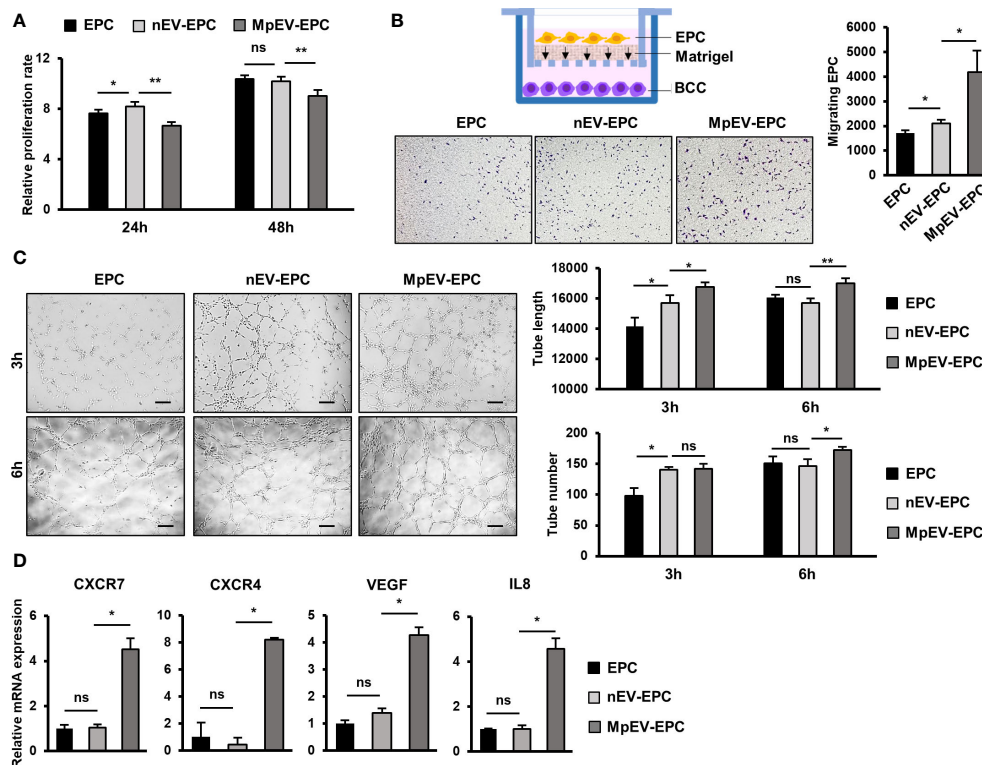 A
EPC nEV-EPC MpEV-EPC
Relative proliferation rate
12
8
4
0
* ** ns **
24h 48h
B
EPC
Matrigel
BCC
EPC nEV-EPC MpEV-EPC
Migrating EPC
6000
5000
4000
3000
2000
1000
0
* *
EPC
nEV-EPC
MpEV-EPC
C
EPC nEV-EPC MpEV-EPC
3h
6h
Tube length
18000
16000
14000
12000
10000
* * ns **
3h 6h
EPC
nEV-EPC
MpEV-EPC
Tube number
200
150
100
50
0
* ns ns *
3h 6h
EPC
nEV-EPC
MpEV-EPC
D
Relative mRNA expression
CXCR7
6
4
2
0
ns *
CXCR4
10
8
6
4
2
0
ns *
VEGF
5
4
3
2
1
0
ns *
IL8
6
4
2
0
ns *
EPC
nEV-EPC
MpEV-EPC